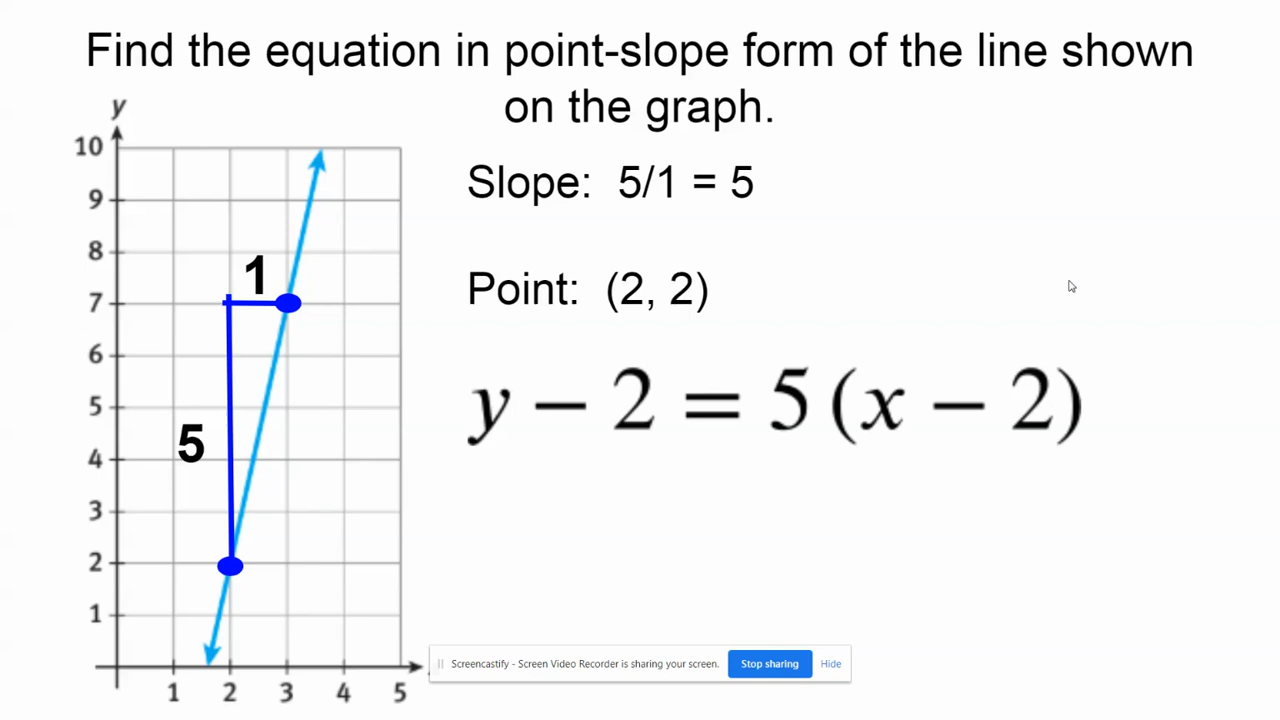 Find the equation in point-slope form of the line shown
on the graph.
y
10
9
8
7
6
5
4
3
2
1
1
2
3
4
5
1
5
Slope: 5/1 = 5
Point: (2, 2)
y − 2 = 5 (x − 2)
Screencastify - Screen Video Recorder is sharing your screen.
Stop sharing
Hide